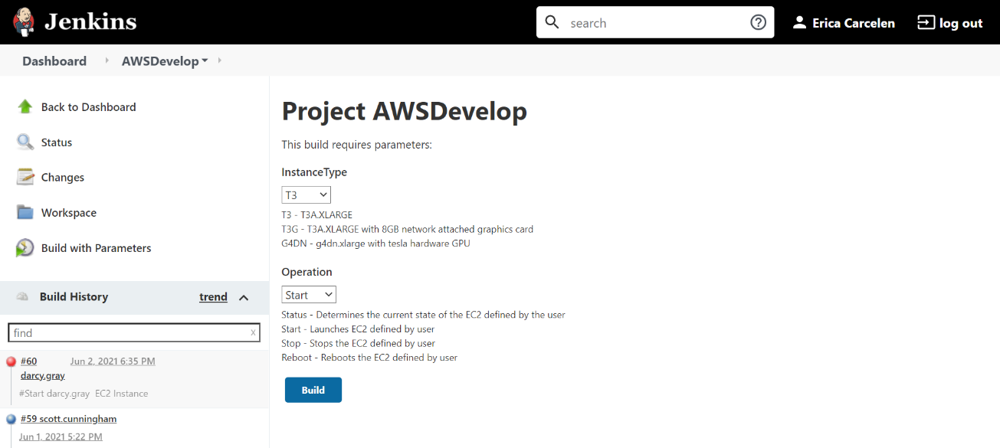 Jenkins
search
Erica Carcelen
log out
Dashboard
AWSDevelop
Back to Dashboard
Status
Changes
Workspace
Build with Parameters
Build History
trend
find
x
#60
Jun 2, 2021 6:35 PM
darcy.gray
#Start darcy.gray EC2 Instance
#59 scott.cunningham
Jun 1, 2021 5:22 PM
Project AWSDevelop
This build requires parameters:
InstanceType
T3
T3 - T3A.XLARGE
T3G - T3A.XLARGE with 8GB network attached graphics card
G4DN - g4dn.xlarge with tesla hardware GPU
Operation
Start
Status - Determines the current state of the EC2 defined by the user
Start - Launches EC2 defined by user
Stop - Stops the EC2 defined by user
Reboot - Reboots the EC2 defined by user
Build